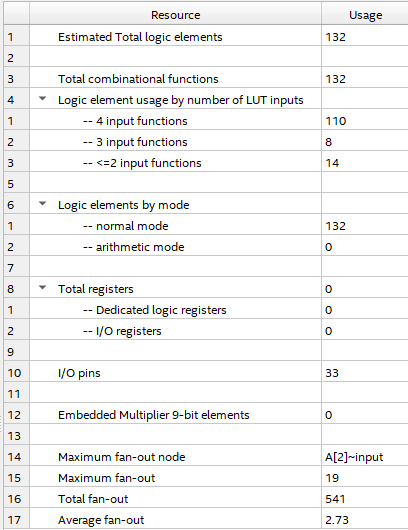 Resource Usage
1 Estimated Total logic elements 132
2
3 Total combinational functions 132
4 Logic element usage by number of LUT inputs
1 -- 4 input functions 110
2 -- 3 input functions 8
3 -- <=2 input functions 14
5
6 Logic elements by mode
1 -- normal mode 132
2 -- arithmetic mode 0
7
8 Total registers 0
1 -- Dedicated logic registers 0
2 -- I/O registers 0
9
10 I/O pins 33
11
12 Embedded Multiplier 9-bit elements 0
13
14 Maximum fan-out node A[2]~input
15 Maximum fan-out 19
16 Total fan-out 541
17 Average fan-out 2.73